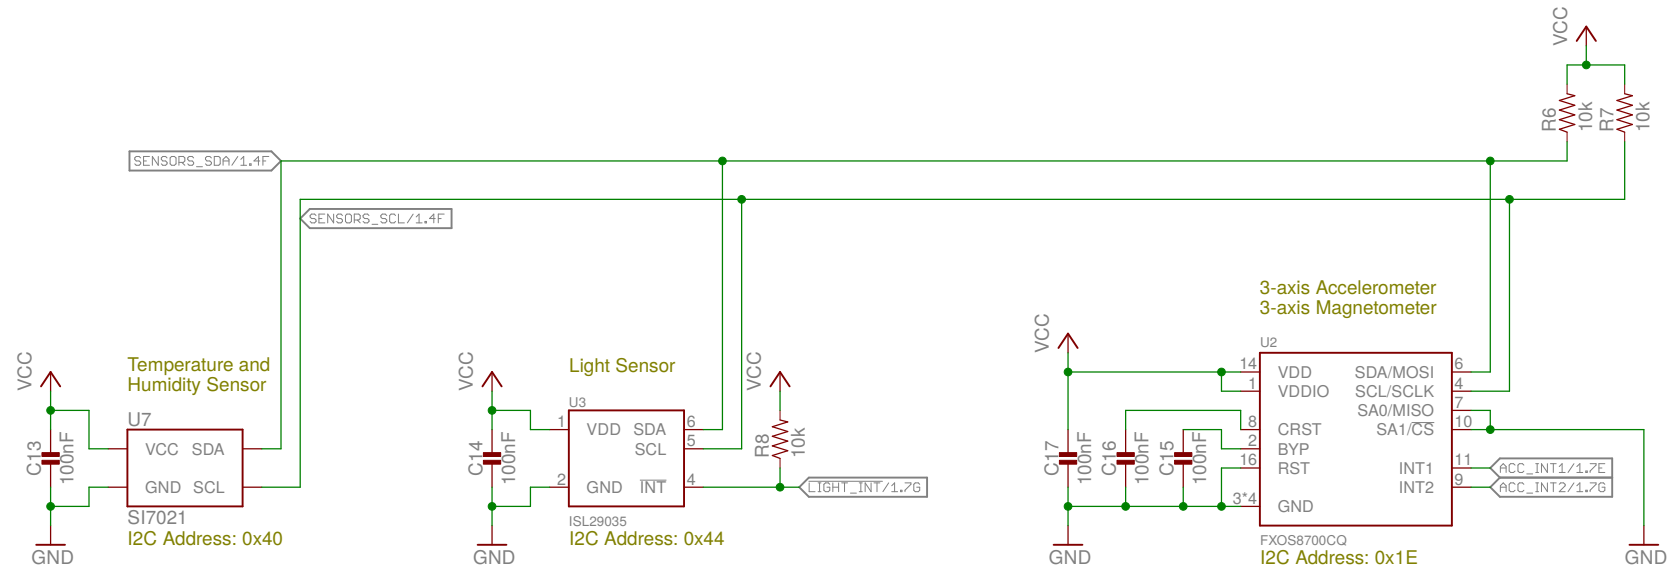 VCC
R6
10k
R7
10k
SENSORS_SDA/1.4F
SENSORS_SCL/1.4F
3-axis Accelerometer
3-axis Magnetometer
VCC
Temperature and
Humidity Sensor
U7
C13
100nF
VCC SDA
GND SCL
SI7021
I2C Address: 0x40
GND
VCC
Light Sensor
U3
C14
100nF
1 VDD SDA 6
SCL 5
2 GND INT 4
ISL29035
I2C Address: 0x44
GND
VCC
R8
10k
LIGHT_INT/1.7G
VCC
U2
C17
100nF
C16
100nF
C15
100nF
14 VDD SDA/MOSI 6
1 VDDIO SCL/SCLK 4
SA0/MISO 7
8 CRST SA1/CS 10
2 BYP
16 RST INT1 11
INT2 9
3*4 GND
ACC_INT1/1.7E
ACC_INT2/1.7G
FXOS8700CQ
I2C Address: 0x1E
GND
GND